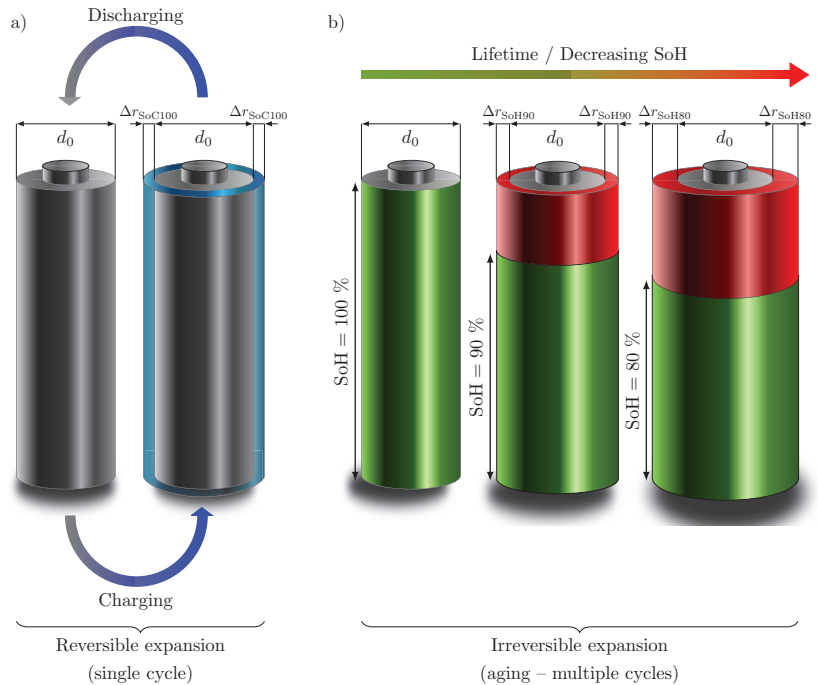 a)
Discharging
Δr_SoC100
Δr_SoC100
d_0
d_0
Charging
Reversible expansion
(single cycle)
b)
Lifetime / Decreasing SoH
Δr_SoH90
Δr_SoH90
Δr_SoH80
Δr_SoH80
d_0
d_0
d_0
SoH = 100 %
SoH = 90 %
SoH = 80 %
Irreversible expansion
(aging – multiple cycles)